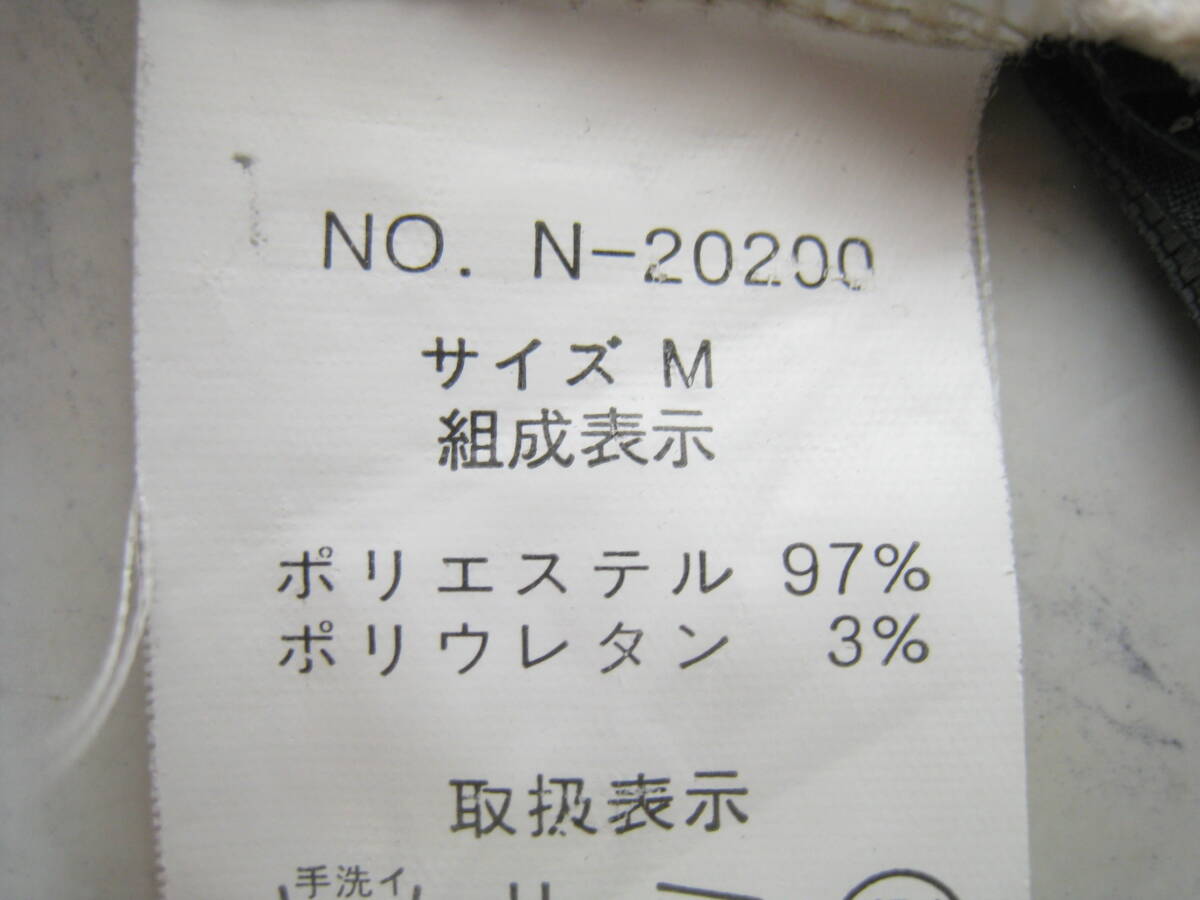 NO. N-20200
サイズ M
組成表示
ポリエステル 97%
ポリウレタン 3%
取扱表示
手洗イ